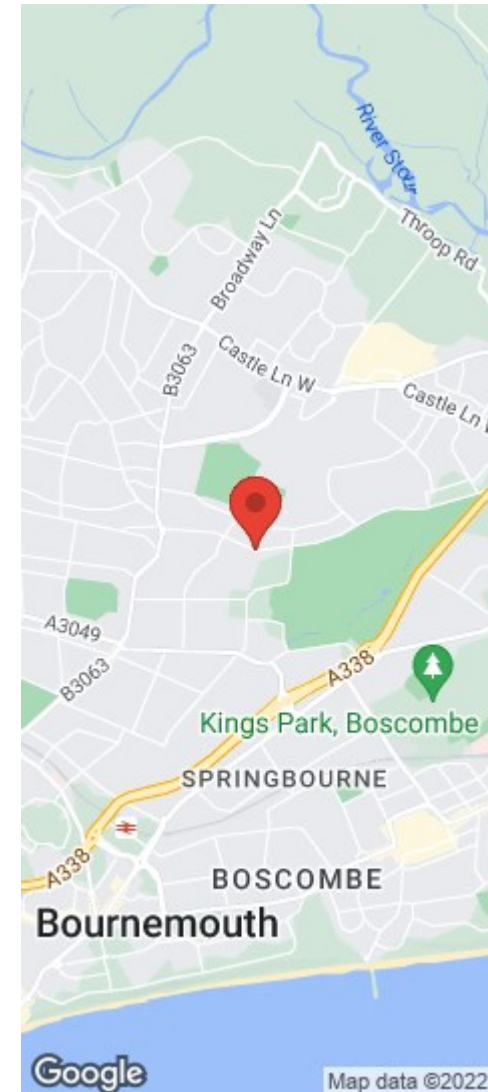 River Stour
Throop Rd
Broadway Ln
B3063
Castle Ln W
Castle Ln W
A3049
B3063
A338
Kings Park, Boscombe
SPRINGBOURNE
A338
BOSCOMBE
Bournemouth
Google
Map data ©2022